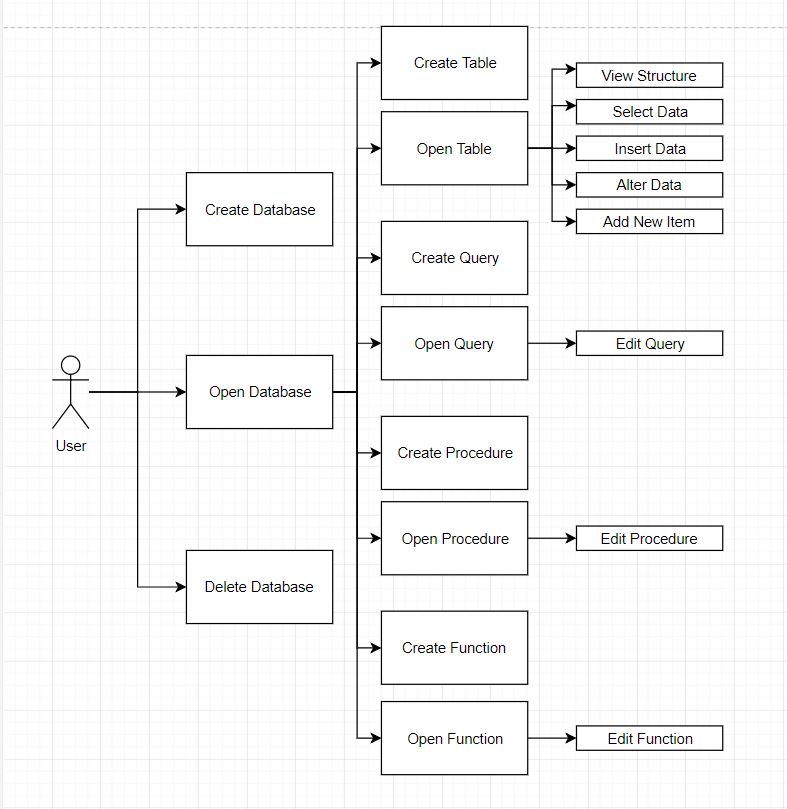 Create Table
View Structure
Select Data
Open Table
Insert Data
Alter Data
Create Database
Add New Item
Create Query
Open Query
Edit Query
Open Database
User
Create Procedure
Open Procedure
Edit Procedure
Delete Database
Create Function
Open Function
Edit Function